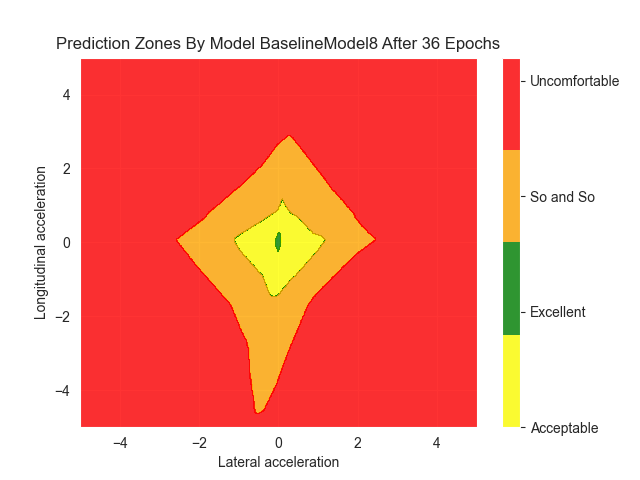 Prediction Zones By Model BaselineModel8 After 36 Epochs
4
2
0
−2
−4
Longitudinal acceleration
−4 −2 0 2 4
Lateral acceleration
Uncomfortable
So and So
Excellent
Acceptable